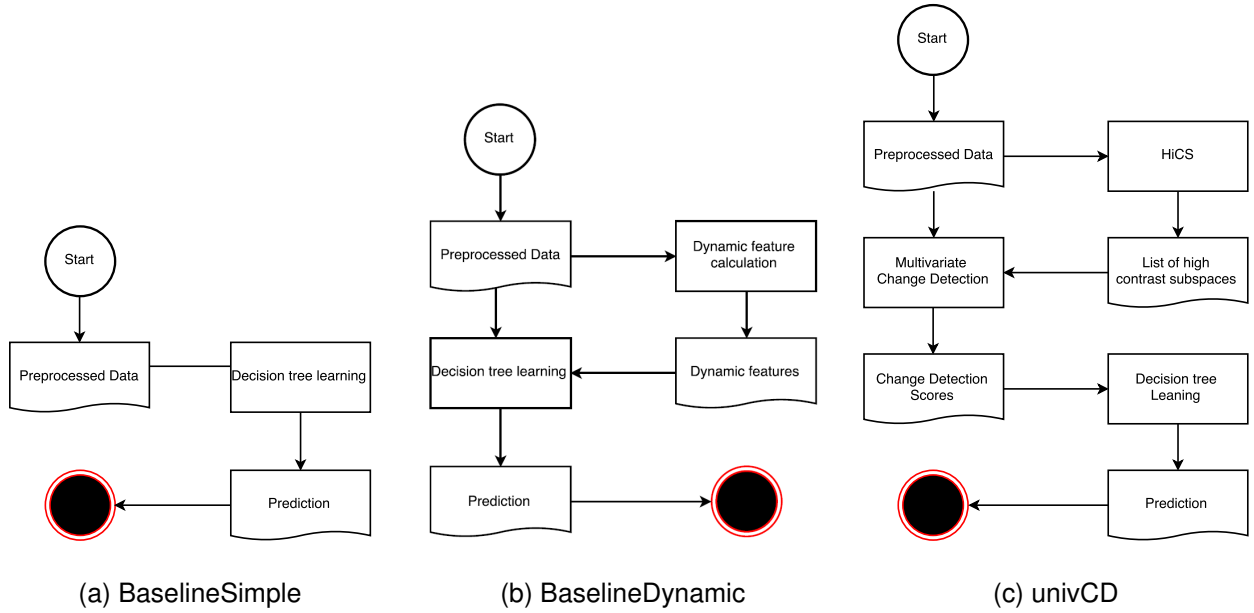 Start
Preprocessed Data
Decision tree learning
Prediction
(a) BaselineSimple
Start
Preprocessed Data
Dynamic feature
calculation
Decision tree learning
Dynamic features
Prediction
(b) BaselineDynamic
Start
Preprocessed Data
HiCS
Multivariate
Change Detection
List of high
contrast subspaces
Change Detection
Scores
Decision tree
Leaning
Prediction
(c) univCD